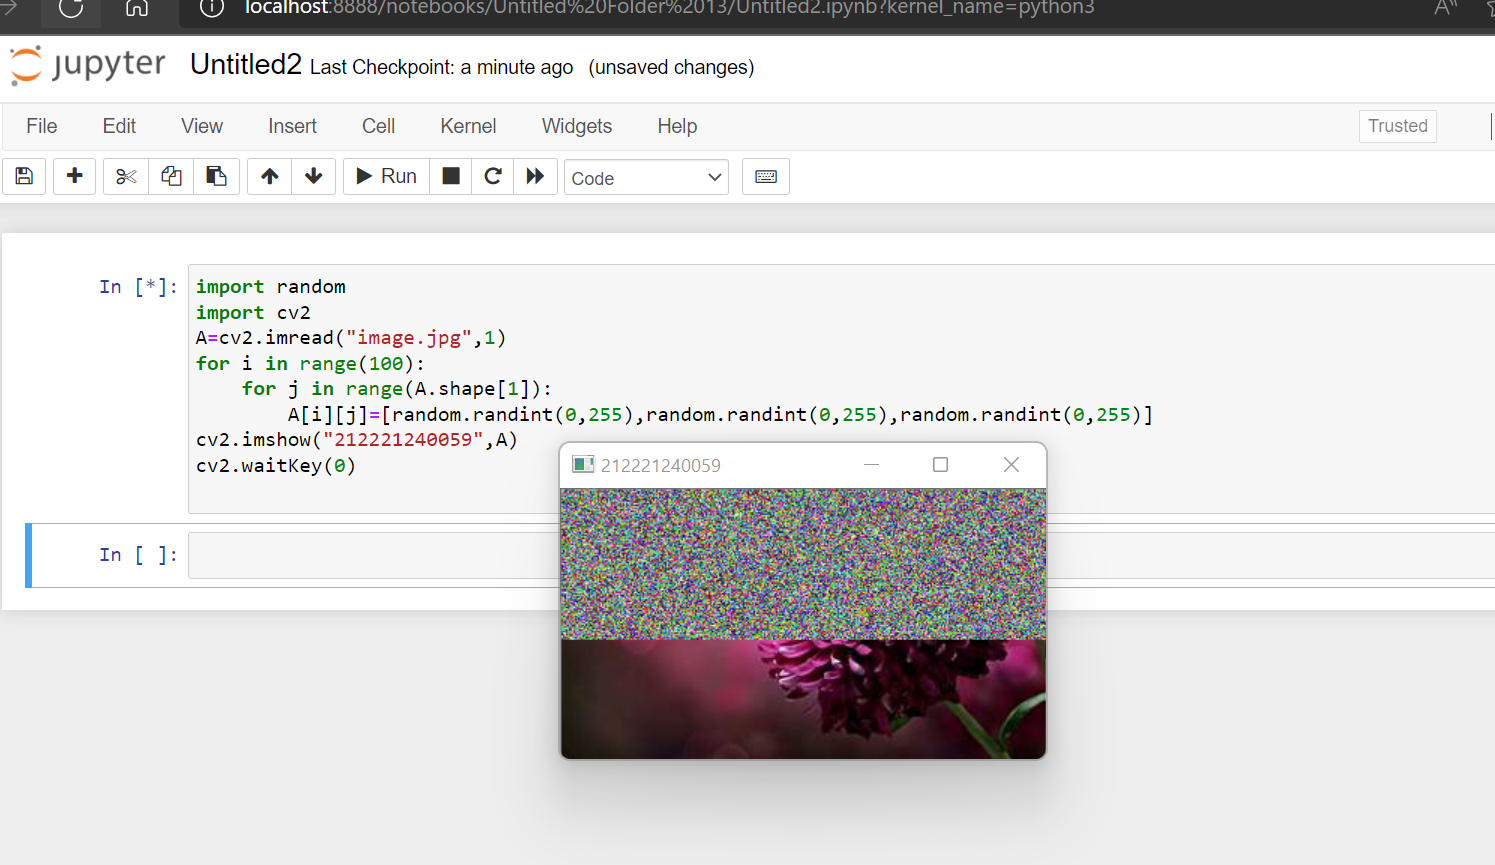 localhost:8888/notebooks/Untitled%20Folder%2013/Untitled2.ipynb?kernel_name=python3
jupyter Untitled2 Last Checkpoint: a minute ago (unsaved changes)
File Edit View Insert Cell Kernel Widgets Help Trusted
Run Code
In [*]: import random
import cv2
A=cv2.imread("image.jpg",1)
for i in range(100):
    for j in range(A.shape[1]):
        A[i][j]=[random.randint(0,255),random.randint(0,255),random.randint(0,255)]
cv2.imshow("212221240059",A)
cv2.waitKey(0)
212221240059
In [ ]: